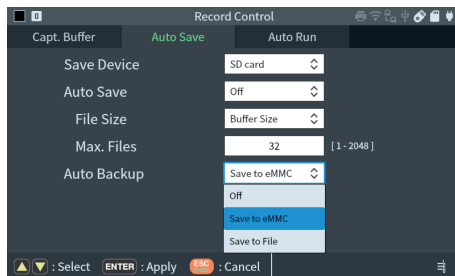 0 Record Control
Capt. Buffer Auto Save Auto Run
Save Device SD card
Auto Save Off
File Size Buffer Size
Max. Files 32 [ 1 - 2048 ]
Auto Backup Save to eMMC
Off
Save to eMMC
Save to File
: Select ENTER : Apply ESC : Cancel